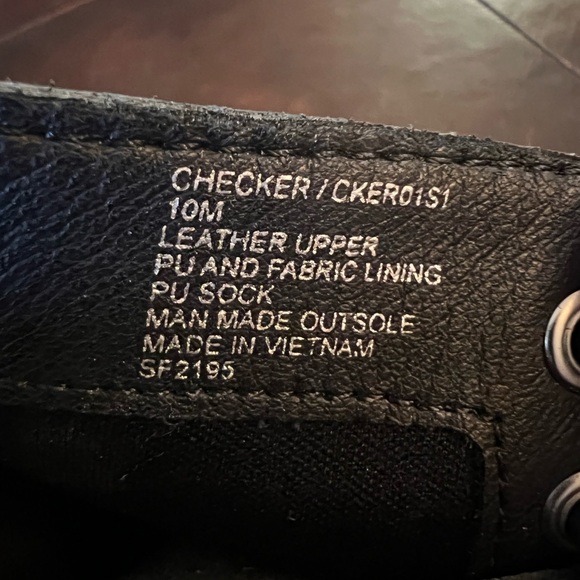 CHECKER / CKER01S1
10M
LEATHER UPPER
PU AND FABRIC LINING
PU SOCK
MAN MADE OUTSOLE
MADE IN VIETNAM
SF2195